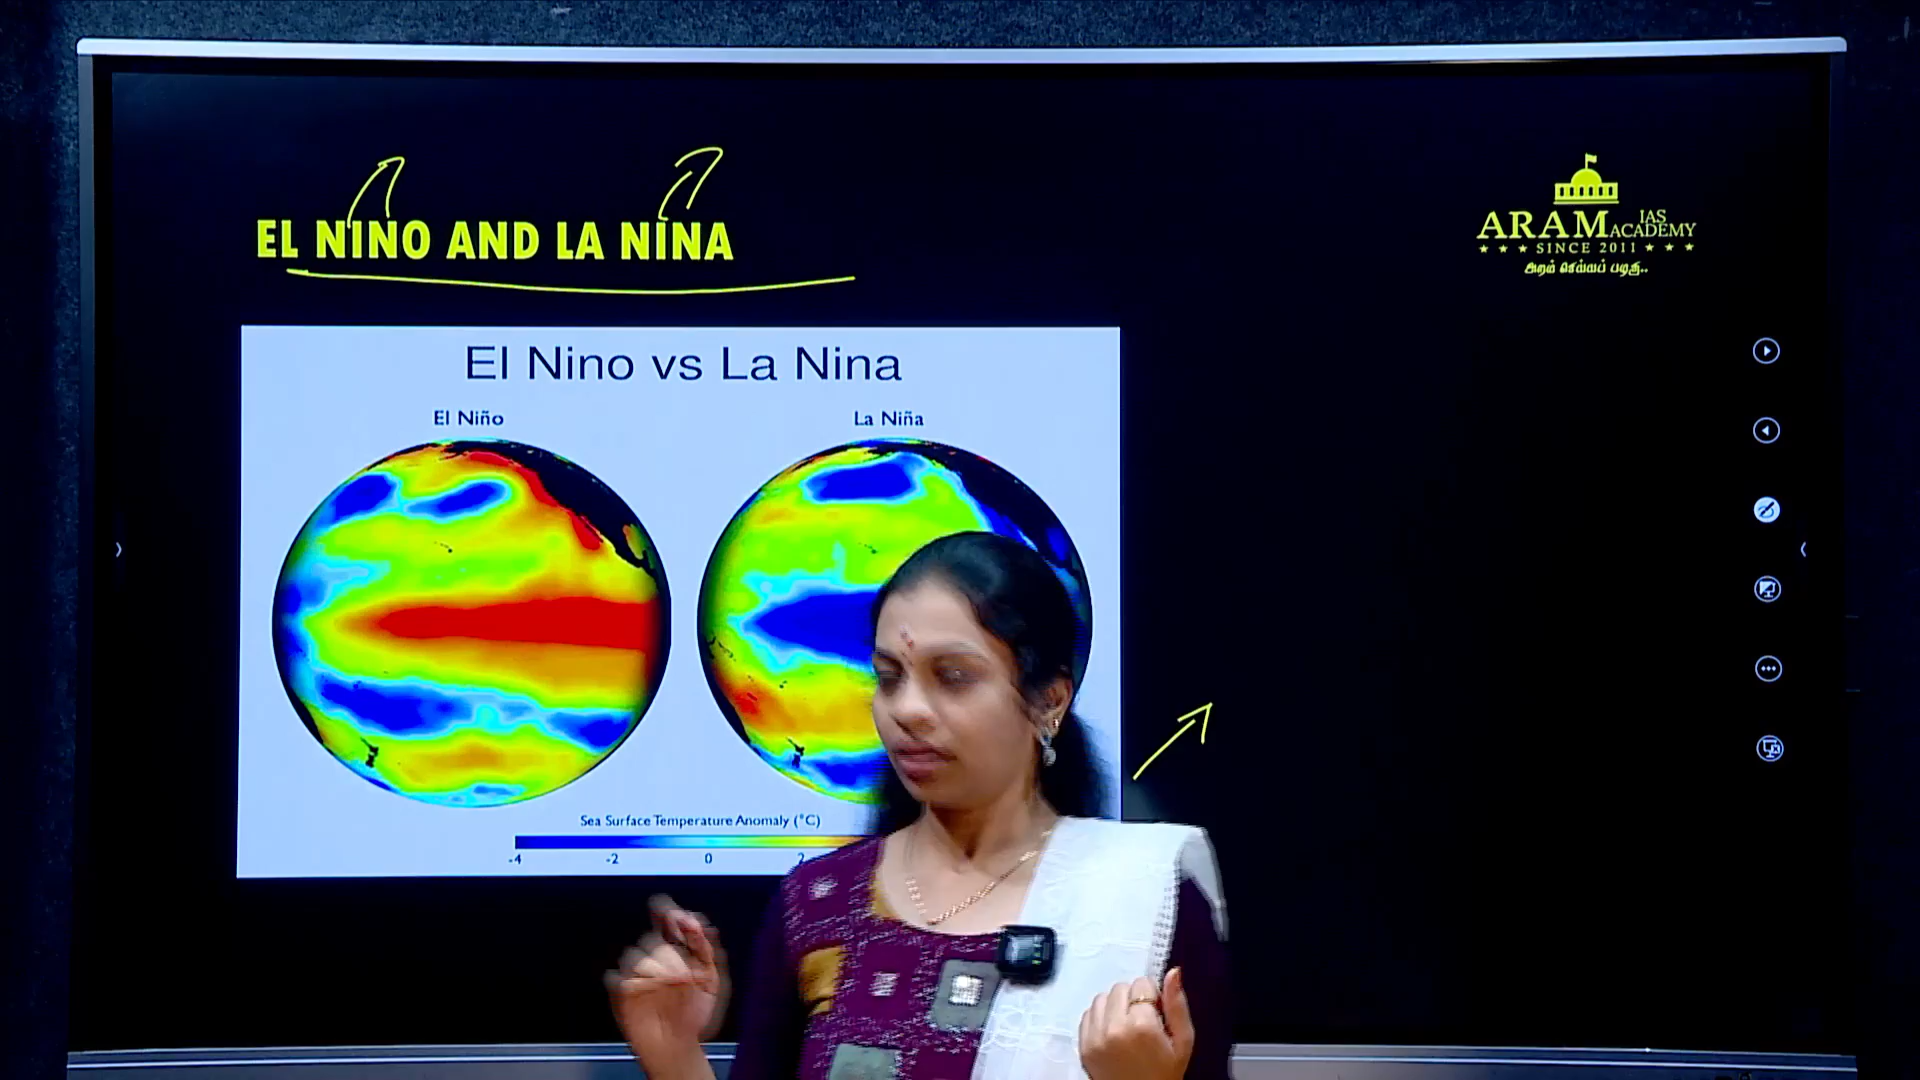 EL NINO AND LA NINA
ARAM IAS ACADEMY
★ ★ ★ SINCE 2011 ★ ★ ★
அறம் செய்யப் பழகு..
El Nino vs La Nina
El Niño
La Niña
Sea Surface Temperature Anomaly (°C)
-4 -2 0 2